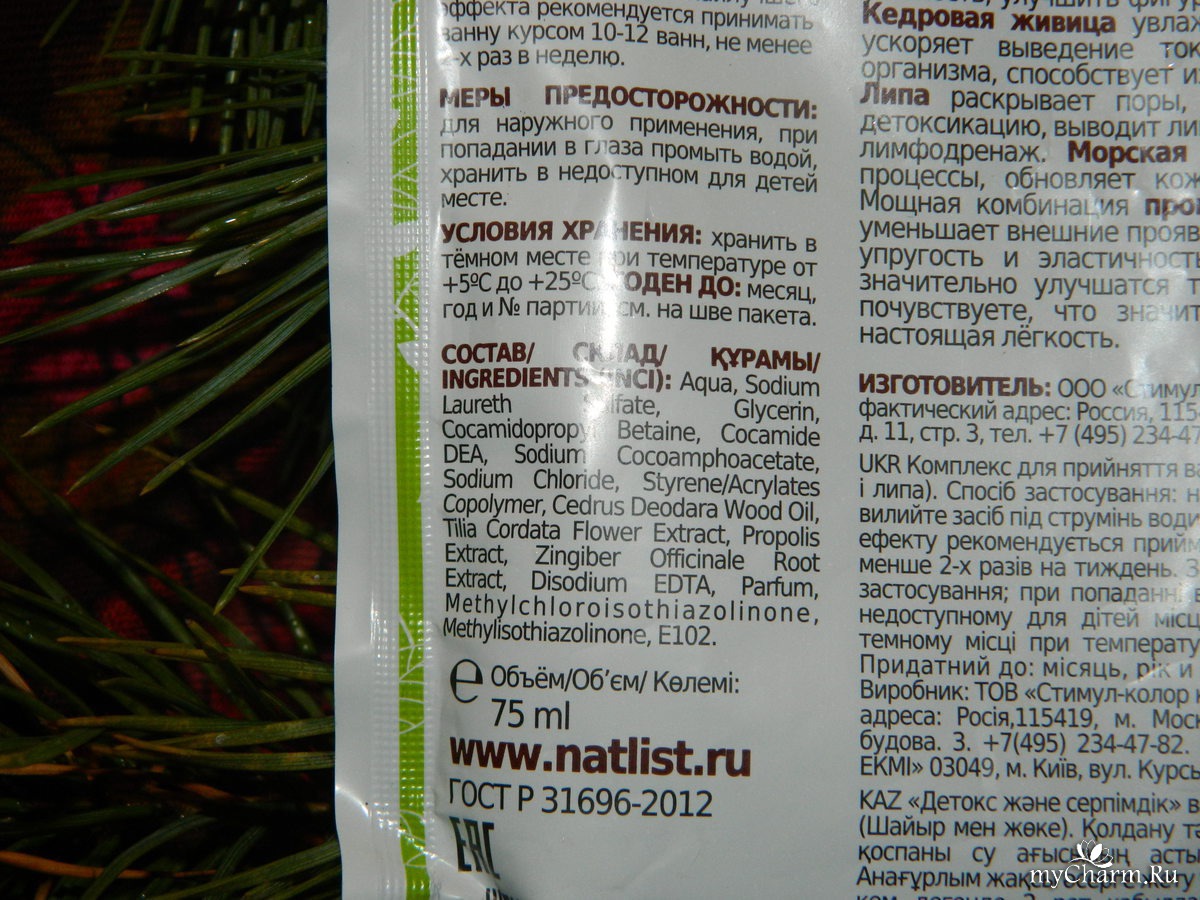 эффекта рекомендуется принимать
ванну курсом 10-12 ванн, не менее
2-х раз в неделю.
МЕРЫ ПРЕДОСТОРОЖНОСТИ:
для наружного применения, при
попадании в глаза промыть водой,
хранить в недоступном для детей
месте.
УСЛОВИЯ ХРАНЕНИЯ: хранить в
тёмном месте при температуре от
+5ºС до +25ºС. ГОДЕН ДО: месяц,
год и № партии см. на шве пакета.
СОСТАВ/ СКЛАД/ ҚҰРАМЫ/
INGREDIENTS (INCI): Aqua, Sodium
Laureth Sulfate, Glycerin,
Cocamidopropyl Betaine, Cocamide
DEA, Sodium Cocoamphoacetate,
Sodium Chloride, Styrene/Acrylates
Copolymer, Cedrus Deodara Wood Oil,
Tilia Cordata Flower Extract, Propolis
Extract, Zingiber Officinale Root
Extract, Disodium EDTA, Parfum,
Methylchloroisothiazolinone,
Methylisothiazolinone, E102.
e Объём/Об'єм/ Көлемі:
75 ml
www.natlist.ru
ГОСТ Р 31696-2012
EAC
улучшить
Кедровая живица
ускоряет выведение
организма, способствует
Липа раскрывает поры,
детоксикацию, выводит
лимфодренаж. Морская
процессы, обновляет
Мощная комбинация
уменьшает внешние
упругость и
значительно улучшатся
почувствуете, что
настоящая лёгкость.
ИЗГОТОВИТЕЛЬ: ООО
фактический адрес: Россия, 115
д. 11, стр. 3, тел. +7 (495) 234-47
UKR Комплекс для прийняття
і липа). Спосіб застосування:
вилийте засіб під струмінь
ефекту рекомендується
менше 2-х разів на тиждень.
застосування; при попаданні
недоступному для дітей
темному місці при
Придатний до: місяць, рік и
Виробник: ТОВ «Стимул-колор
адреса: Росія,115419, м.
будова. 3. +7(495) 234-47-82.
ЕКМІ» 03049, м. Київ, вул.
KAZ «Детокс және серпімдік»
(Шайыр мен жөке). Қолдану
қоспаны су
Анағұрлым
myCharm.Ru